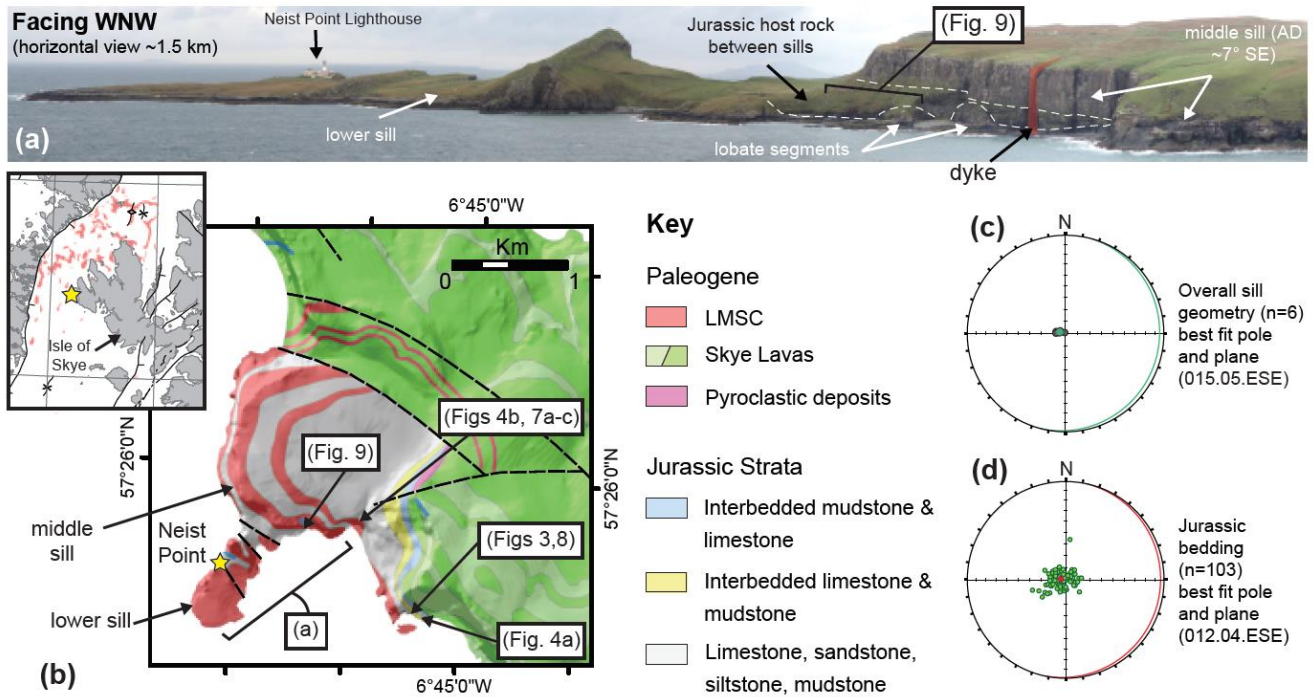 Facing WNW
(horizontal view ~1.5 km)
Neist Point Lighthouse
Jurassic host rock
between sills
(Fig. 9)
middle sill (AD
~7° SE)
lower sill
lobate segments
dyke
(a)
Isle of
Skye
6°45'0"W
Km
0
1
57°26'0"N
57°26'0"N
(Figs 4b, 7a-c)
(Fig. 9)
middle
sill
Neist
Point
(Figs 3,8)
lower sill
(a)
(Fig. 4a)
(b)
6°45'0"W
Key
Paleogene
LMSC
Skye Lavas
Pyroclastic deposits
Jurassic Strata
Interbedded mudstone &
limestone
Interbedded limestone &
mudstone
Limestone, sandstone,
siltstone, mudstone
(c)
N
Overall sill
geometry (n=6)
best fit pole
and plane
(015.05.ESE)
(d)
N
Jurassic
bedding
(n=103)
best fit pole
and plane
(012.04.ESE)